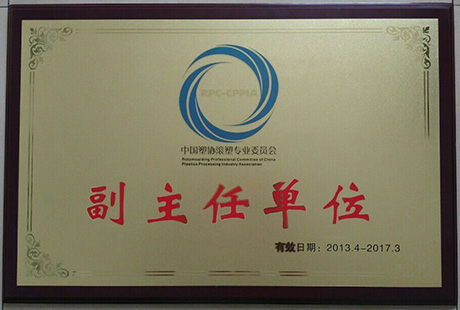 RPC-CPPIA
中国塑协滚塑专业委员会
Rotomoulding Professional Committee of China
Plastics Processing Industry Association
副主任单位
有效日期：2013.4-2017.3